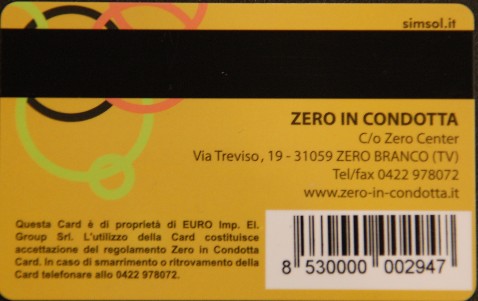 simsol.it
ZERO IN CONDOTTA
C/o Zero Center
Via Treviso, 19 - 31059 ZERO BRANCO (TV)
Tel/fax 0422 978072
www.zero-in-condotta.it
Questa Card è di proprietà di EURO Imp. El.
Group Srl. L'utilizzo della Card costituisce
accettazione del regolamento Zero in Condotta
Card. In caso di smarrimento o ritrovamento della
Card telefonare allo 0422 978072.
8 530000 002947